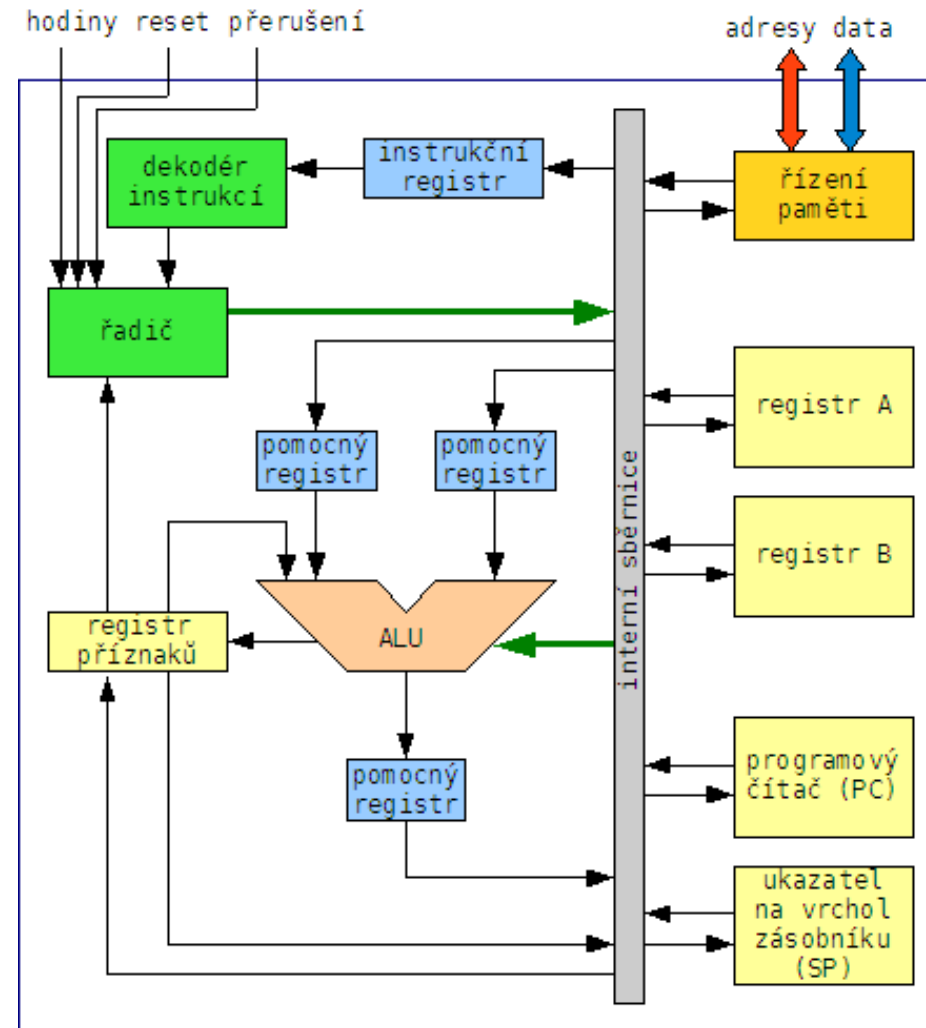 hodiny reset přerušení
adresy data
dekodér
instrukcí
instrukční
registr
řízení
paměti
řadič
registr A
pomocný
registr
pomocný
registr
interní sběrnice
registr B
registr
příznaků
ALU
pomocný
registr
programový
čítač (PC)
ukazatel
na vrchol
zásobníku
(SP)